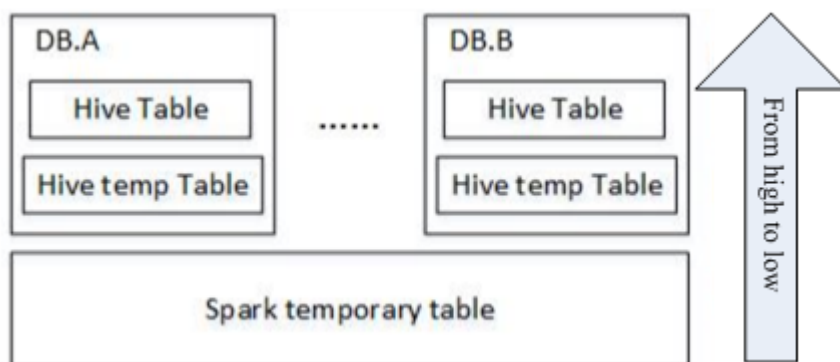 DB.A
Hive Table
Hive temp Table
......
DB.B
Hive Table
Hive temp Table
Spark temporary table
From high to low